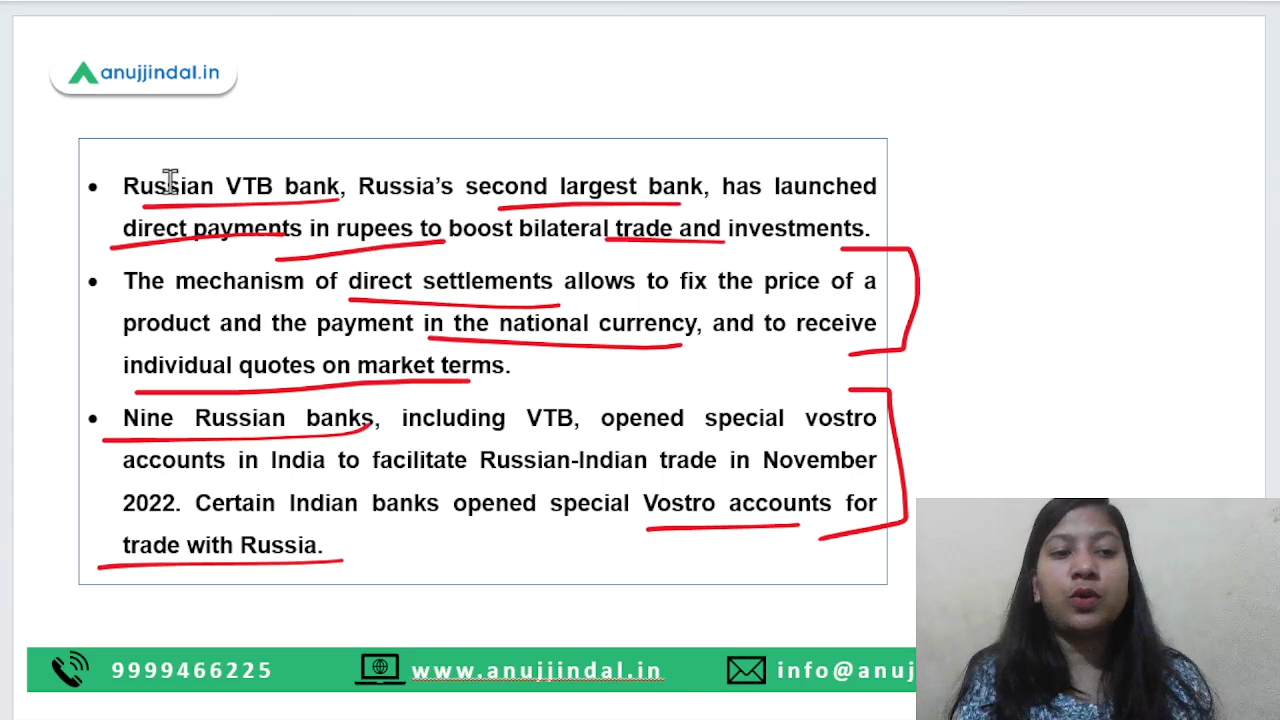 anujjindal.in
• Russian VTB bank, Russia's second largest bank, has launched
direct payments in rupees to boost bilateral trade and investments.
• The mechanism of direct settlements allows to fix the price of a
product and the payment in the national currency, and to receive
individual quotes on market terms.
• Nine Russian banks, including VTB, opened special vostro
accounts in India to facilitate Russian-Indian trade in November
2022. Certain Indian banks opened special Vostro accounts for
trade with Russia.
9999466225 www.anujjindal.in info@anuj